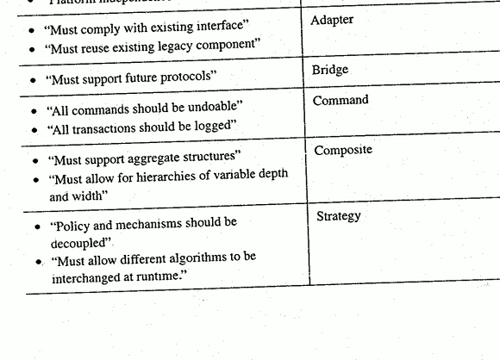 • “Must comply with existing interface”
• “Must reuse existing legacy component”
Adapter
• “Must support future protocols”
Bridge
• “All commands should be undoable”
• “All transactions should be logged”
Command
• “Must support aggregate structures”
• “Must allow for hierarchies of variable depth
and width”
Composite
• “Policy and mechanisms should be
decoupled”
• “Must allow different algorithms to be
interchanged at runtime.”
Strategy